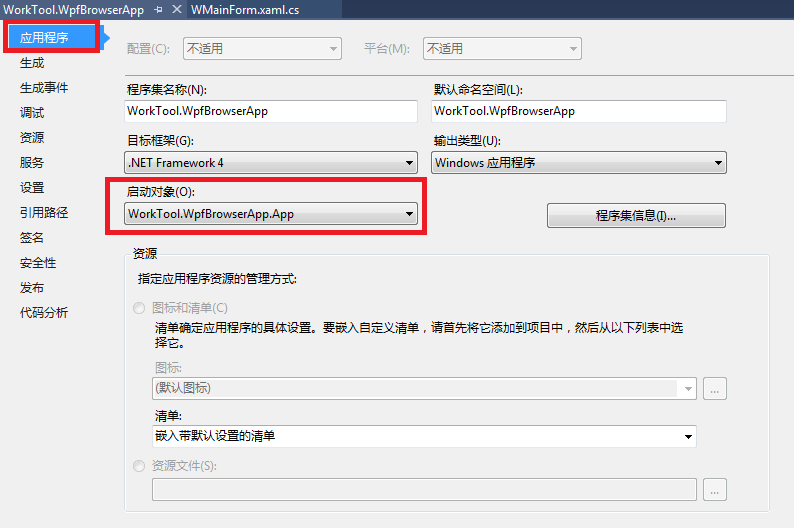 WorkTool.WpfBrowserApp
WMainForm.xaml.cs
应用程序
生成
生成事件
调试
资源
服务
设置
引用路径
签名
安全性
发布
代码分析
配置(C): 不适用 平台(M): 不适用
程序集名称(N): 默认命名空间(L):
WorkTool.WpfBrowserApp WorkTool.WpfBrowserApp
目标框架(G): 输出类型(U):
.NET Framework 4 Windows 应用程序
启动对象(O):
WorkTool.WpfBrowserApp.App 程序集信息(I)...
资源
指定应用程序资源的管理方式:
图标和清单(C)
清单确定应用程序的具体设置。要嵌入自定义清单，请首先将它添加到项目中，然后从以下列表中选
择它。
图标:
(默认图标) ...
清单:
嵌入带默认设置的清单
资源文件(S):
...